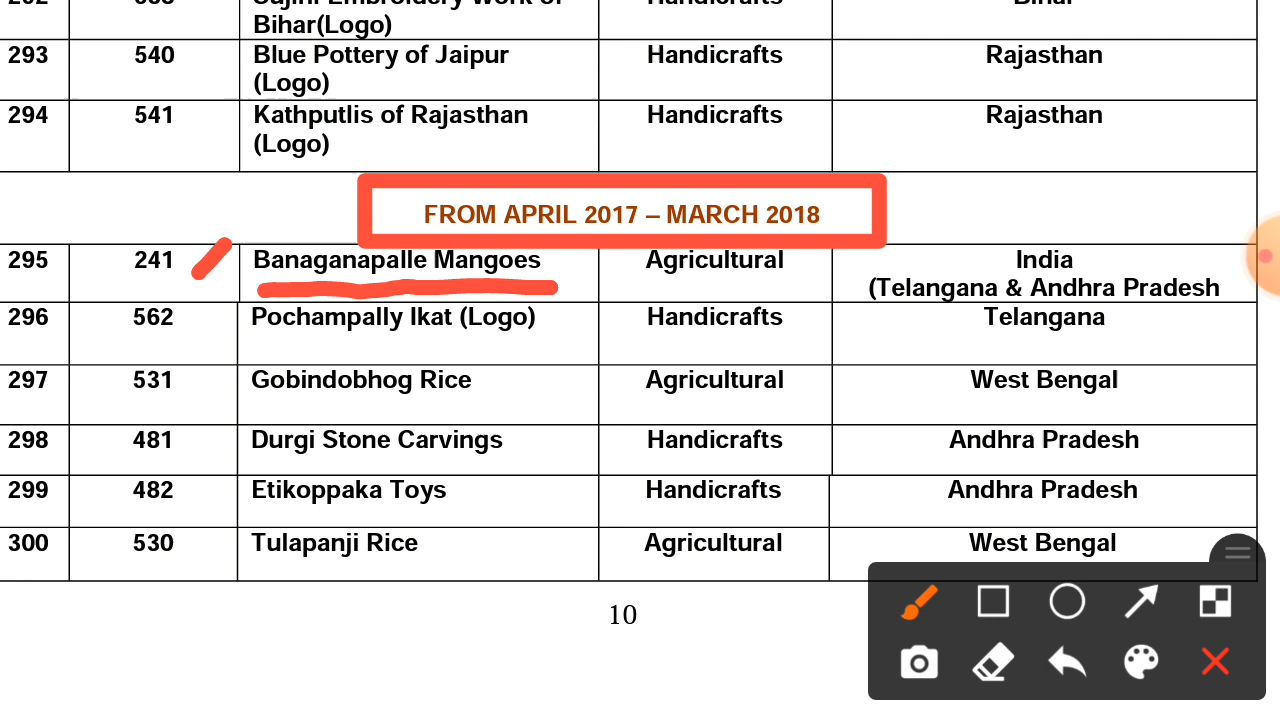 Bihar(Logo)
293 540 Blue Pottery of Jaipur Handicrafts Rajasthan
(Logo)
294 541 Kathputlis of Rajasthan Handicrafts Rajasthan
(Logo)
FROM APRIL 2017 – MARCH 2018
295 241 Banaganapalle Mangoes Agricultural India
(Telangana & Andhra Pradesh
296 562 Pochampally Ikat (Logo) Handicrafts Telangana
297 531 Gobindobhog Rice Agricultural West Bengal
298 481 Durgi Stone Carvings Handicrafts Andhra Pradesh
299 482 Etikoppaka Toys Handicrafts Andhra Pradesh
300 530 Tulapanji Rice Agricultural West Bengal
10